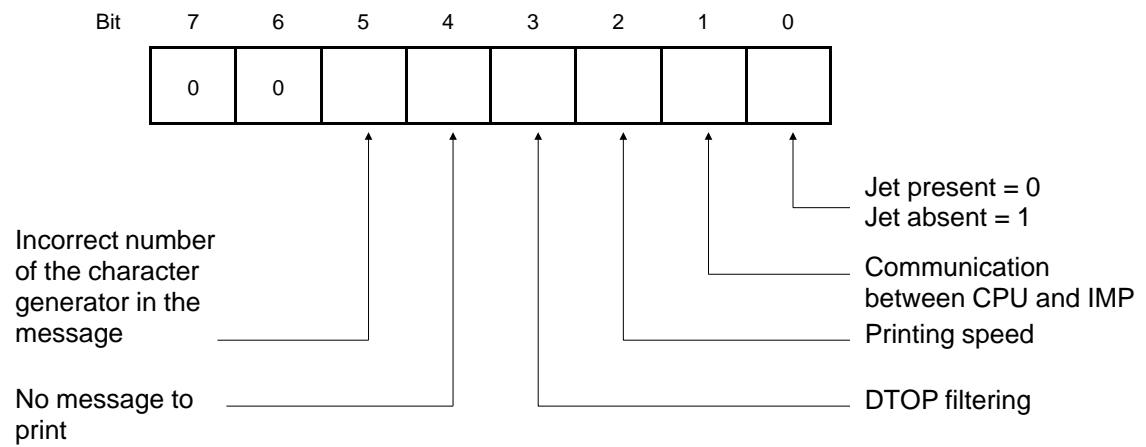 Bit 7 6 5 4 3 2 1 0
0 0
Jet present = 0
Jet absent = 1
Incorrect number
of the character
generator in the
message
Communication
between CPU and IMP
Printing speed
No message to
print
DTOP filtering